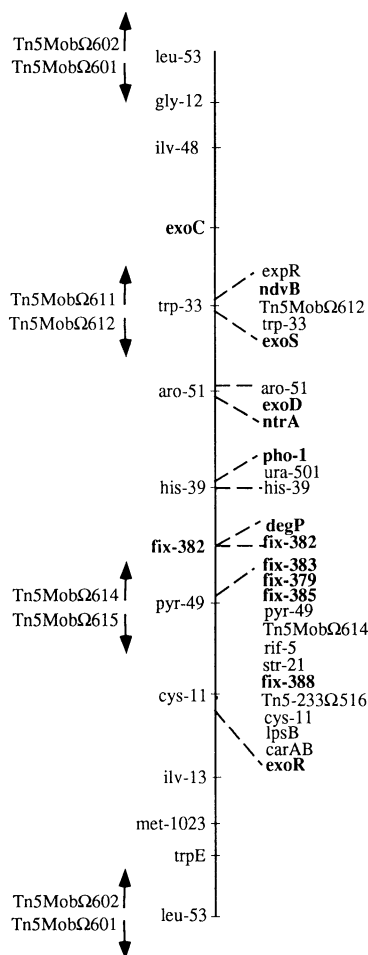 Tn5MobΩ602
Tn5MobΩ601
leu-53
gly-12
ilv-48
exoC
Tn5MobΩ611
Tn5MobΩ612
trp-33
expR
ndvB
Tn5MobΩ612
trp-33
exoS
aro-51
aro-51
exoD
ntrA
pho-1
ura-501
his-39
his-39
degP
fix-382
fix-382
fix-383
fix-379
fix-385
Tn5MobΩ614
Tn5MobΩ615
pyr-49
pyr-49
Tn5MobΩ614
rif-5
str-21
fix-388
cys-11
Tn5-233Ω516
cys-11
lpsB
carAB
exoR
ilv-13
met-1023
trpE
Tn5MobΩ602
Tn5MobΩ601
leu-53